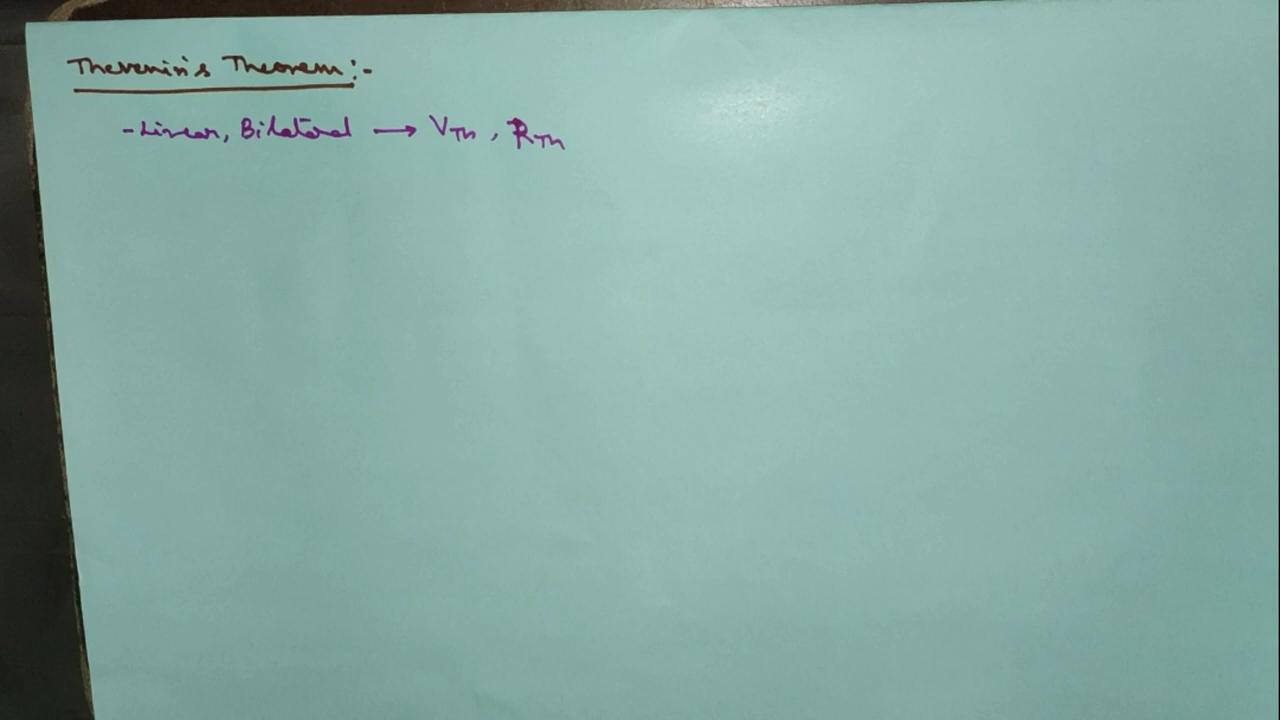 Thevenin's Theorem:-
- Linear, Bilateral → VTh, RTh